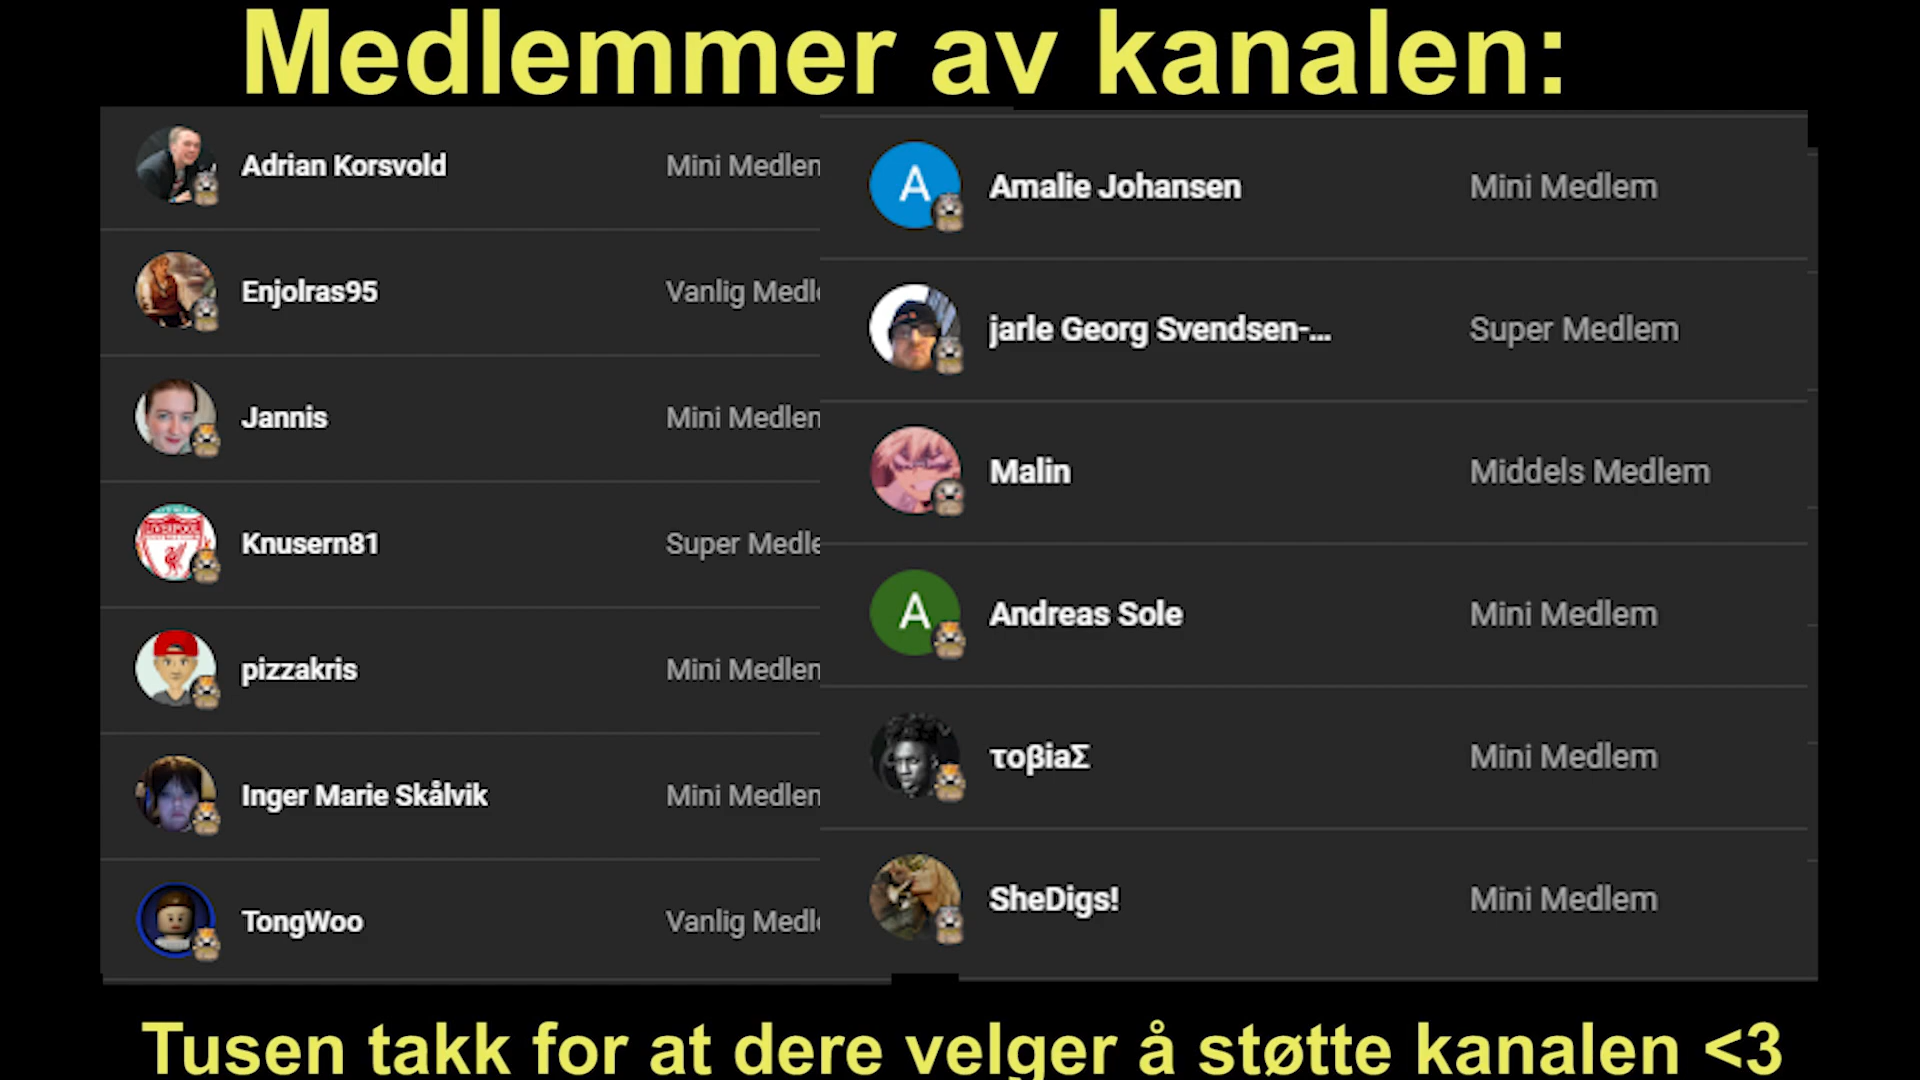 Medlemmer av kanalen:
Adrian Korsvold Mini Medlem
Enjolras95 Vanlig Medl
Jannis Mini Medlem
LIVERPOOL
Knusern81 Super Medle
pizzakris Mini Medlem
Inger Marie Skålvik Mini Medlem
TongWoo Vanlig Medl
A
Amalie Johansen Mini Medlem
jarle Georg Svendsen-... Super Medlem
Malin Middels Medlem
A
Andreas Sole Mini Medlem
τοβiaΣ Mini Medlem
SheDigs! Mini Medlem
Tusen takk for at dere velger å støtte kanalen <3